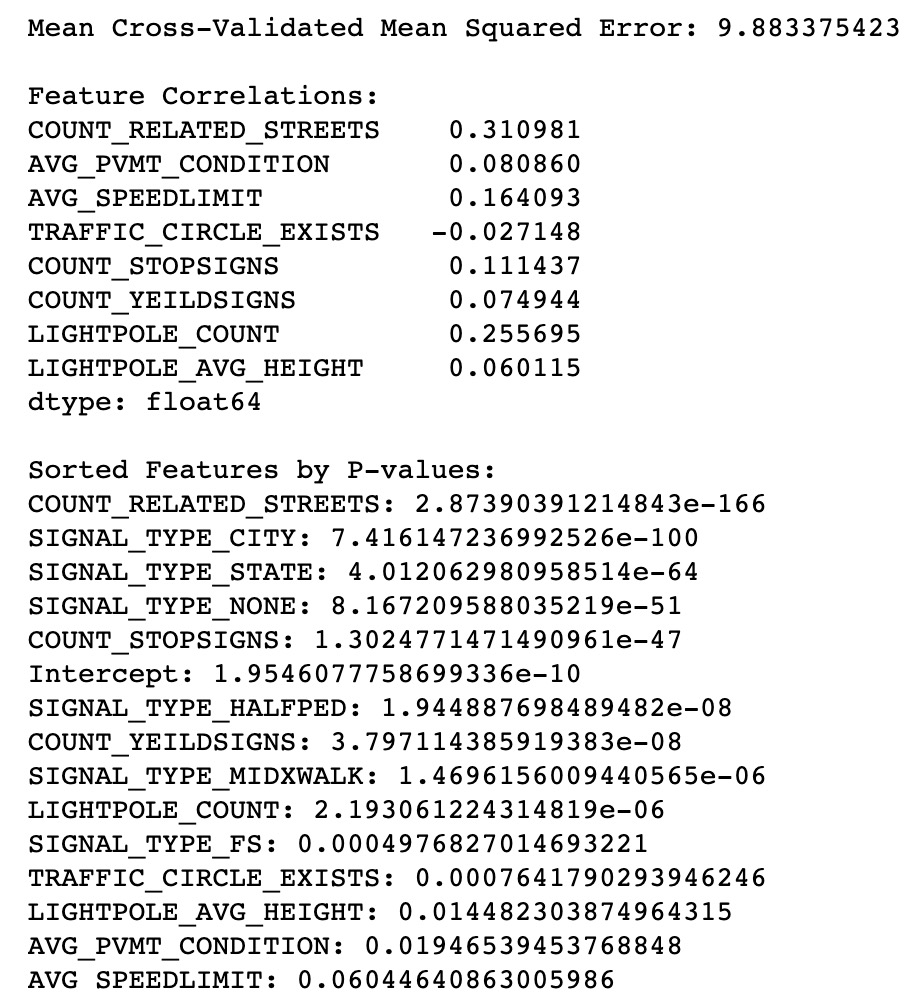 Mean Cross-Validated Mean Squared Error: 9.883375423
Feature Correlations:
COUNT_RELATED_STREETS 0.310981
AVG_PVMT_CONDITION 0.080860
AVG_SPEEDLIMIT 0.164093
TRAFFIC_CIRCLE_EXISTS -0.027148
COUNT_STOPSIGNS 0.111437
COUNT_YEILDSIGNS 0.074944
LIGHTPOLE_COUNT 0.255695
LIGHTPOLE_AVG_HEIGHT 0.060115
dtype: float64
Sorted Features by P-values:
COUNT_RELATED_STREETS: 2.87390391214843e-166
SIGNAL_TYPE_CITY: 7.416147236992526e-100
SIGNAL_TYPE_STATE: 4.012062980958514e-64
SIGNAL_TYPE_NONE: 8.167209588035219e-51
COUNT_STOPSIGNS: 1.3024771471490961e-47
Intercept: 1.9546077758699336e-10
SIGNAL_TYPE_HALFPED: 1.944887698489482e-08
COUNT_YEILDSIGNS: 3.797114385919383e-08
SIGNAL_TYPE_MIDXWALK: 1.4696156009440565e-06
LIGHTPOLE_COUNT: 2.193061224314819e-06
SIGNAL_TYPE_FS: 0.0004976827014693221
TRAFFIC_CIRCLE_EXISTS: 0.0007641790293946246
LIGHTPOLE_AVG_HEIGHT: 0.014482303874964315
AVG_PVMT_CONDITION: 0.01946539453768848
AVG_SPEEDLIMIT: 0.06044640863005986